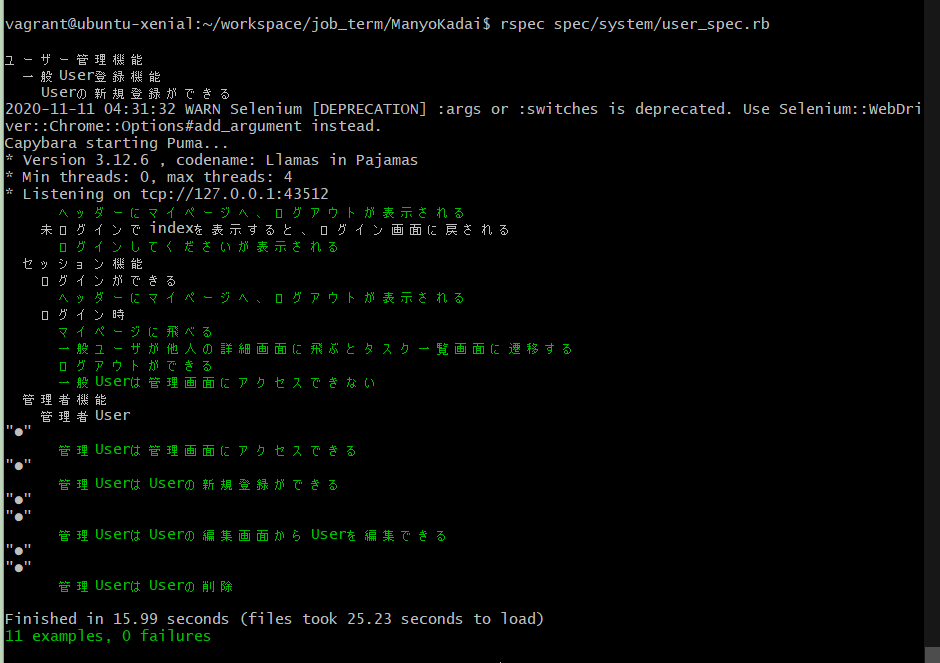 vagrant@ubuntu-xenial:~/workspace/job_term/ManyoKadai$ rspec spec/system/user_spec.rb
ユーザー管理機能
一般User登録機能
Userの新規登録ができる
2020-11-11 04:31:32 WARN Selenium [DEPRECATION] :args or :switches is deprecated. Use Selenium::WebDri
ver::Chrome::Options#add_argument instead.
Capybara starting Puma...
* Version 3.12.6 , codename: Llamas in Pajamas
* Min threads: 0, max threads: 4
* Listening on tcp://127.0.0.1:43512
ヘッダーにマイページへ、ログアウトが表示される
未ログインでindexを表示すると、ログイン画面に戻される
ログインしてくださいが表示される
セッション機能
ログインができる
ヘッダーにマイページへ、ログアウトが表示される
ログイン時
マイページに飛べる
一般ユーザが他人の詳細画面に飛ぶとタスク一覧画面に遷移する
ログアウトができる
一般Userは管理画面にアクセスできない
管理者機能
管理者User
"●"
管理Userは管理画面にアクセスできる
"●"
管理UserはUserの新規登録ができる
"●"
"●"
管理UserはUserの編集画面からUserを編集できる
"●"
"●"
管理UserはUserの削除
Finished in 15.99 seconds (files took 25.23 seconds to load)
11 examples, 0 failures